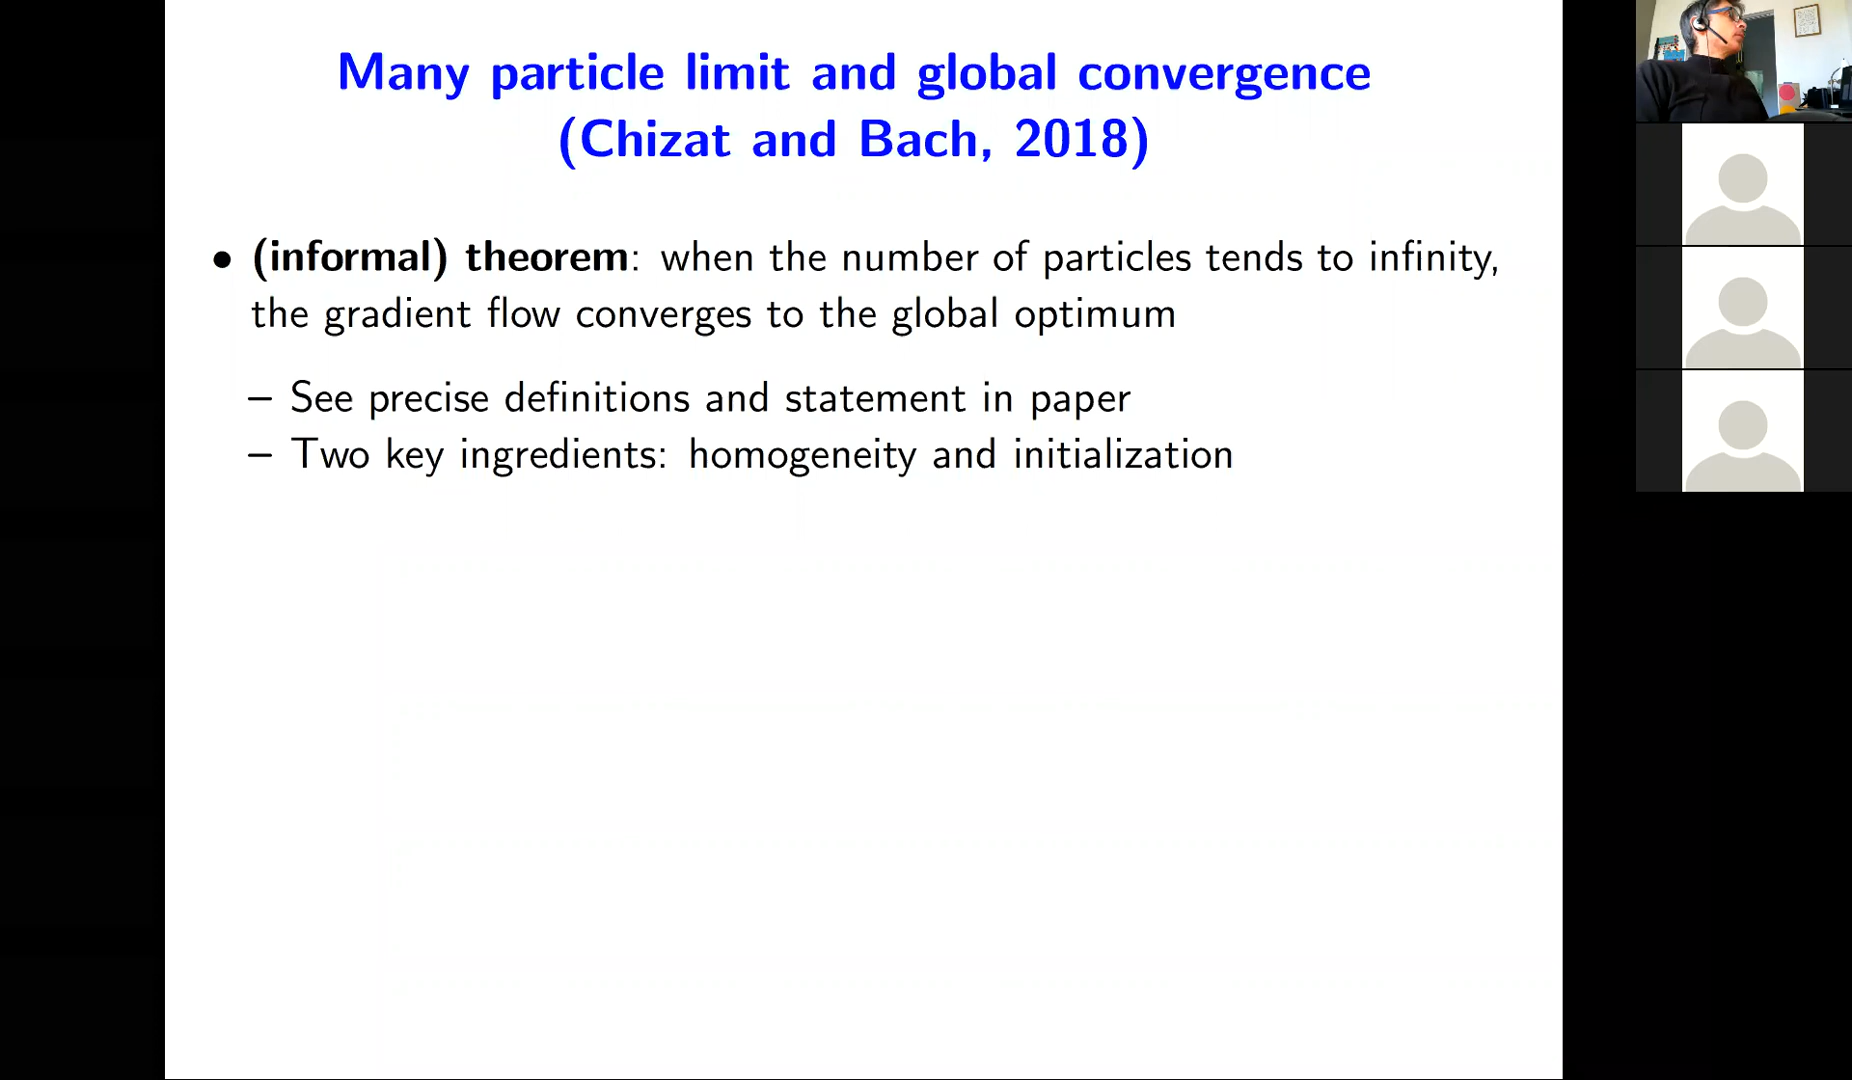 Many particle limit and global convergence
(Chizat and Bach, 2018)
• (informal) theorem: when the number of particles tends to infinity,
the gradient flow converges to the global optimum
– See precise definitions and statement in paper
– Two key ingredients: homogeneity and initialization